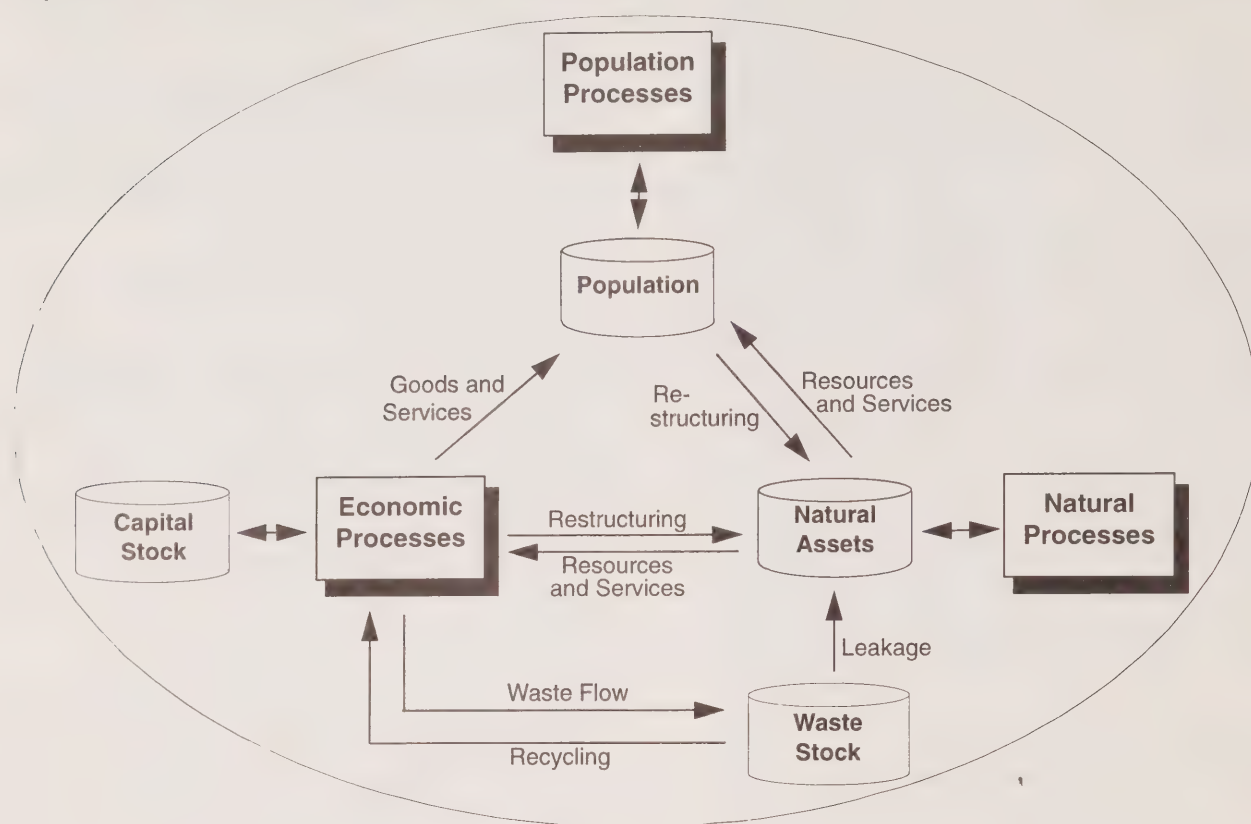 Population
Processes
Population
Goods and
Services
Re-
structuring
Resources
and Services
Capital
Stock
Economic
Processes
Restructuring
Resources
and Services
Natural
Assets
Natural
Processes
Leakage
Waste Flow
Recycling
Waste
Stock